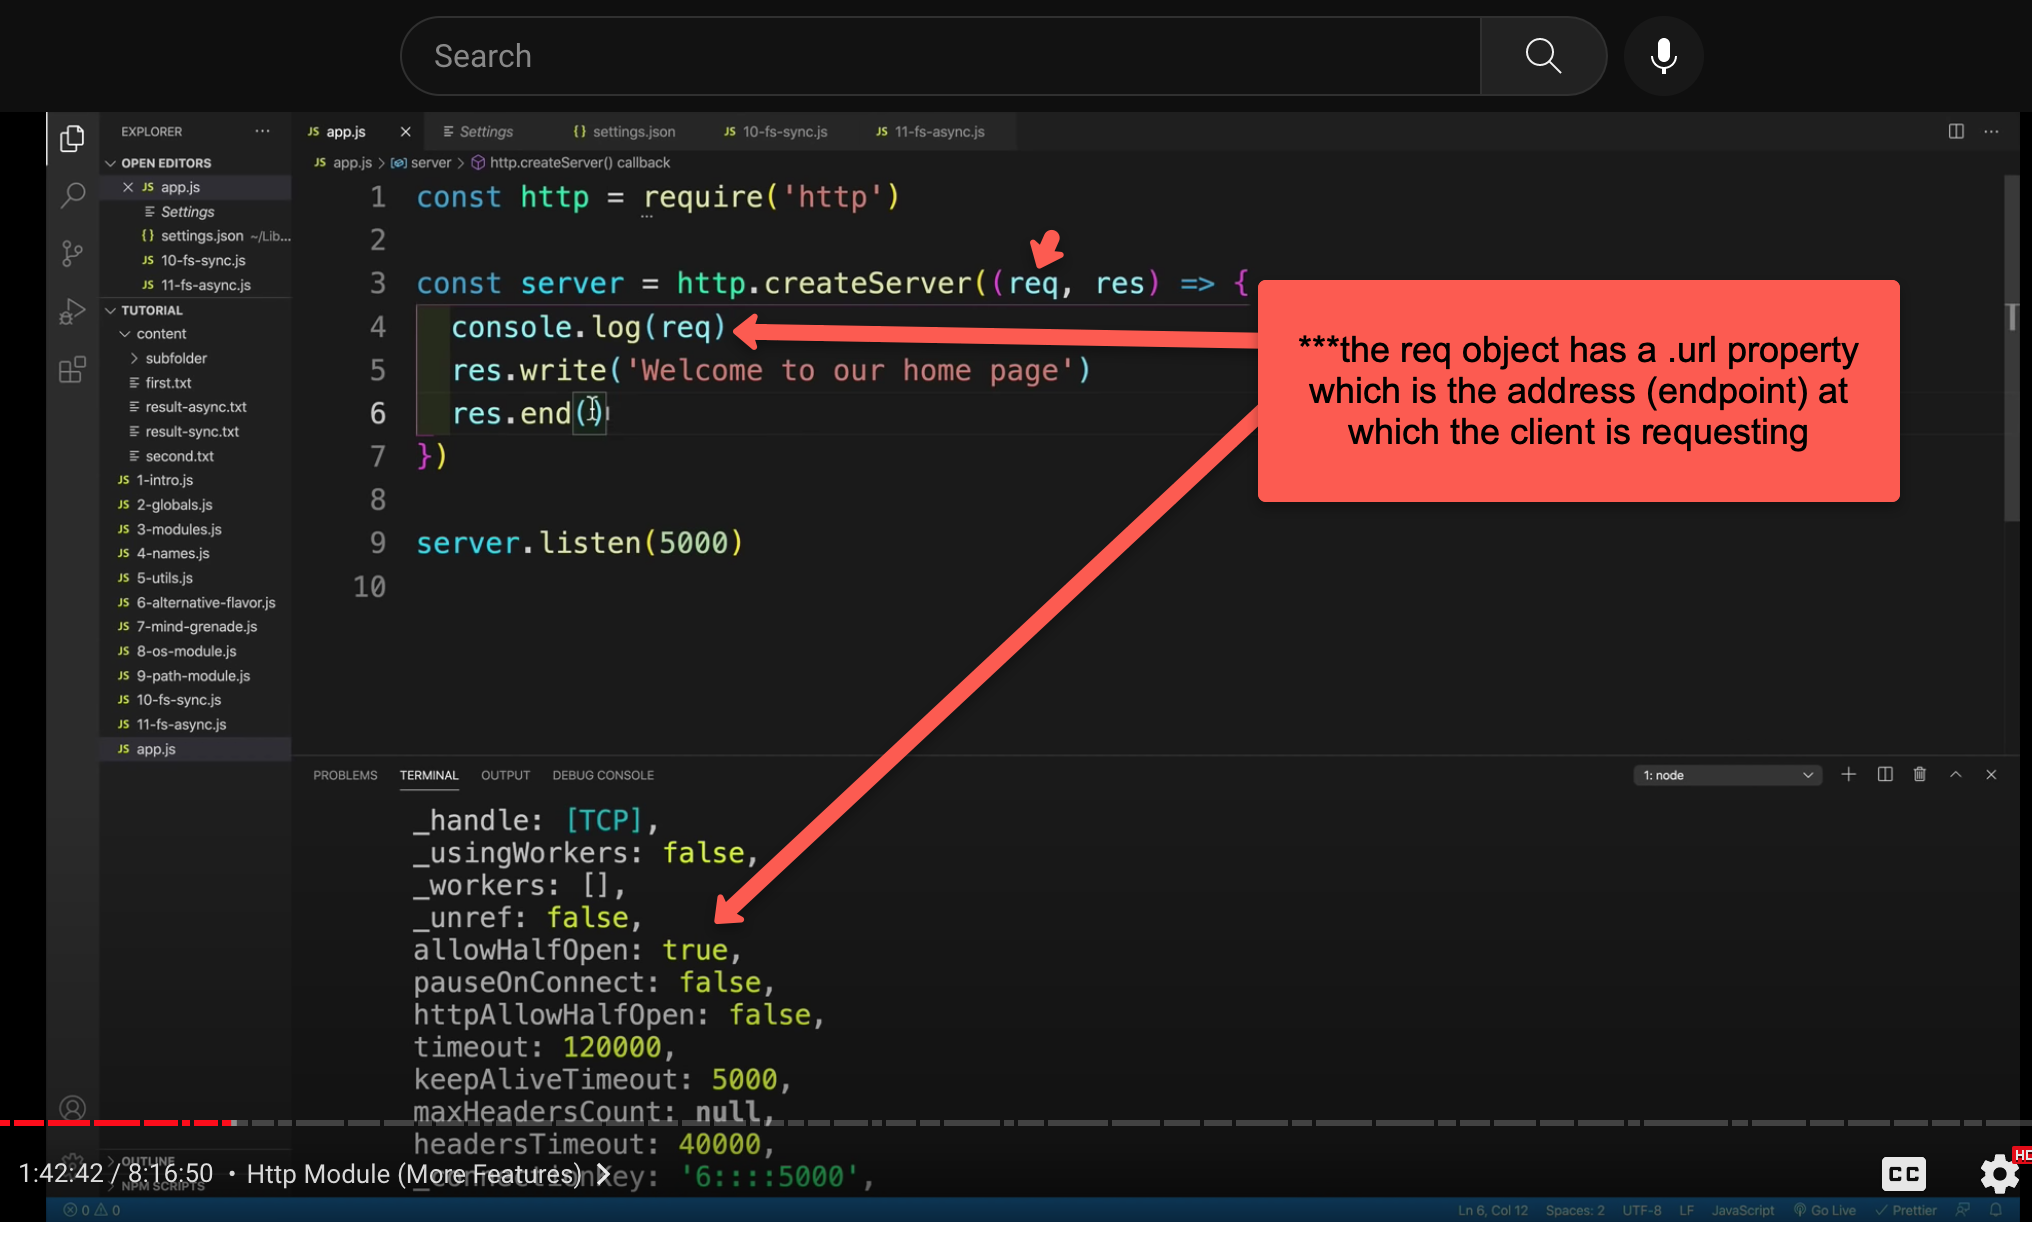 Search
EXPLORER
OPEN EDITORS
JS app.js
Settings
{} settings.json ~/Lib...
JS 10-fs-sync.js
JS 11-fs-async.js
TUTORIAL
content
subfolder
first.txt
result-async.txt
result-sync.txt
second.txt
JS 1-intro.js
JS 2-globals.js
JS 3-modules.js
JS 4-names.js
JS 5-utils.js
JS 6-alternative-flavor.js
JS 7-mind-grenade.js
JS 8-os-module.js
JS 9-path-module.js
JS 10-fs-sync.js
JS 11-fs-async.js
JS app.js
OUTLINE
NPM SCRIPTS
JS app.js
Settings
{} settings.json
JS 10-fs-sync.js
JS 11-fs-async.js
JS app.js > server > http.createServer() callback
1 const http = require('http')
2
3 const server = http.createServer((req, res) => {
4 console.log(req)
5 res.write('Welcome to our home page')
6 res.end()
7 })
8
9 server.listen(5000)
10
***the req object has a .url property
which is the address (endpoint) at
which the client is requesting
T
PROBLEMS TERMINAL OUTPUT DEBUG CONSOLE
1: node
_handle: [TCP],
_usingWorkers: false,
_workers: [],
_unref: false,
allowHalfOpen: true,
pauseOnConnect: false,
httpAllowHalfOpen: false,
timeout: 120000,
keepAliveTimeout: 5000,
maxHeadersCount: null,
headersTimeout: 40000,
_connectionKey: '6::::5000',
1:42:42 / 8:16:50 • Http Module (More Features)
CC
HD
0 0
Ln 6, Col 12 Spaces: 2 UTF-8 LF JavaScript Go Live Prettier